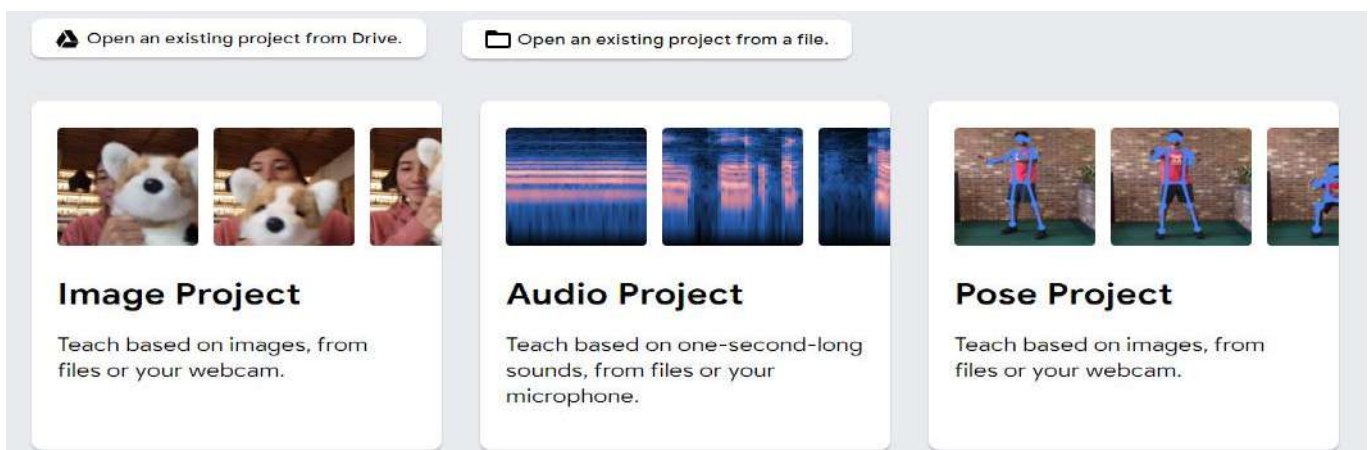 Open an existing project from Drive.
Open an existing project from a file.
Image Project
Teach based on images, from
files or your webcam.
Audio Project
Teach based on one-second-long
sounds, from files or your
microphone.
Pose Project
Teach based on images, from
files or your webcam.